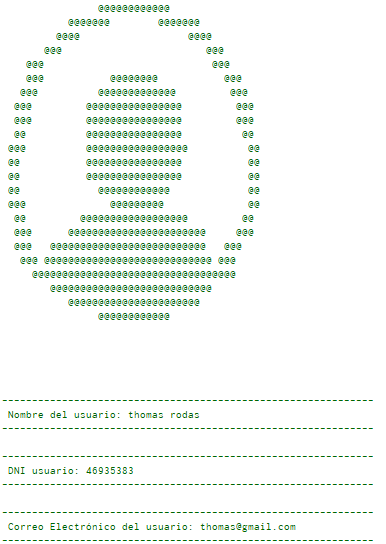 Nombre del usuario: thomas rodas
DNI usuario: 46935383
Correo Electrónico del usuario: thomas@gmail.com